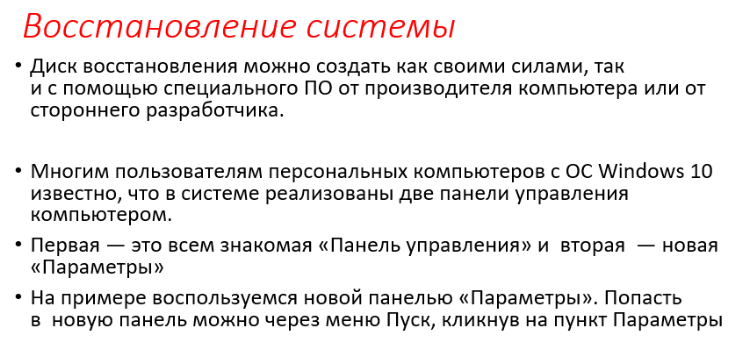 Восстановление системы
• Диск восстановления можно создать как своими силами, так
и с помощью специального ПО от производителя компьютера или от
стороннего разработчика.
• Многим пользователям персональных компьютеров с ОС Windows 10
известно, что в системе реализованы две панели управления
компьютером.
• Первая — это всем знакомая «Панель управления» и  вторая  — новая
«Параметры»
• На примере воспользуемся новой панелью «Параметры». Попасть
в  новую панель можно через меню Пуск, кликнув на пункт Параметры